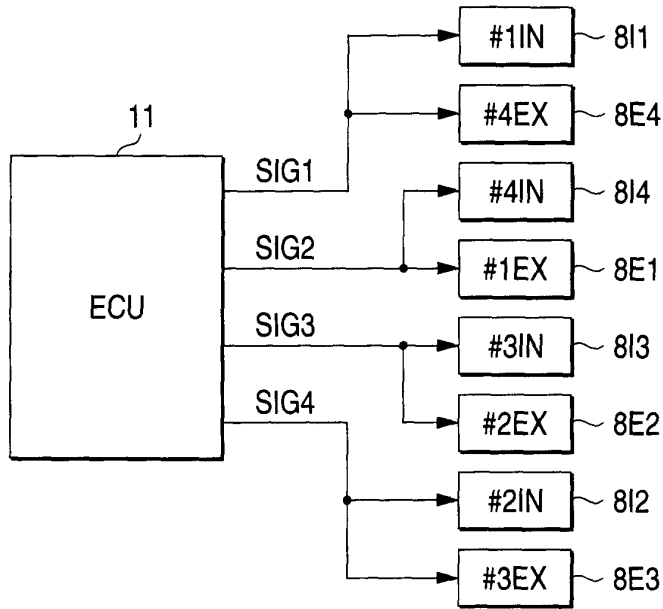 #1IN 8I1
11
#4EX 8E4
SIG1
#4IN 8I4
SIG2
#1EX 8E1
ECU
SIG3
#3IN 8I3
SIG4
#2EX 8E2
#2IN 8I2
#3EX 8E3